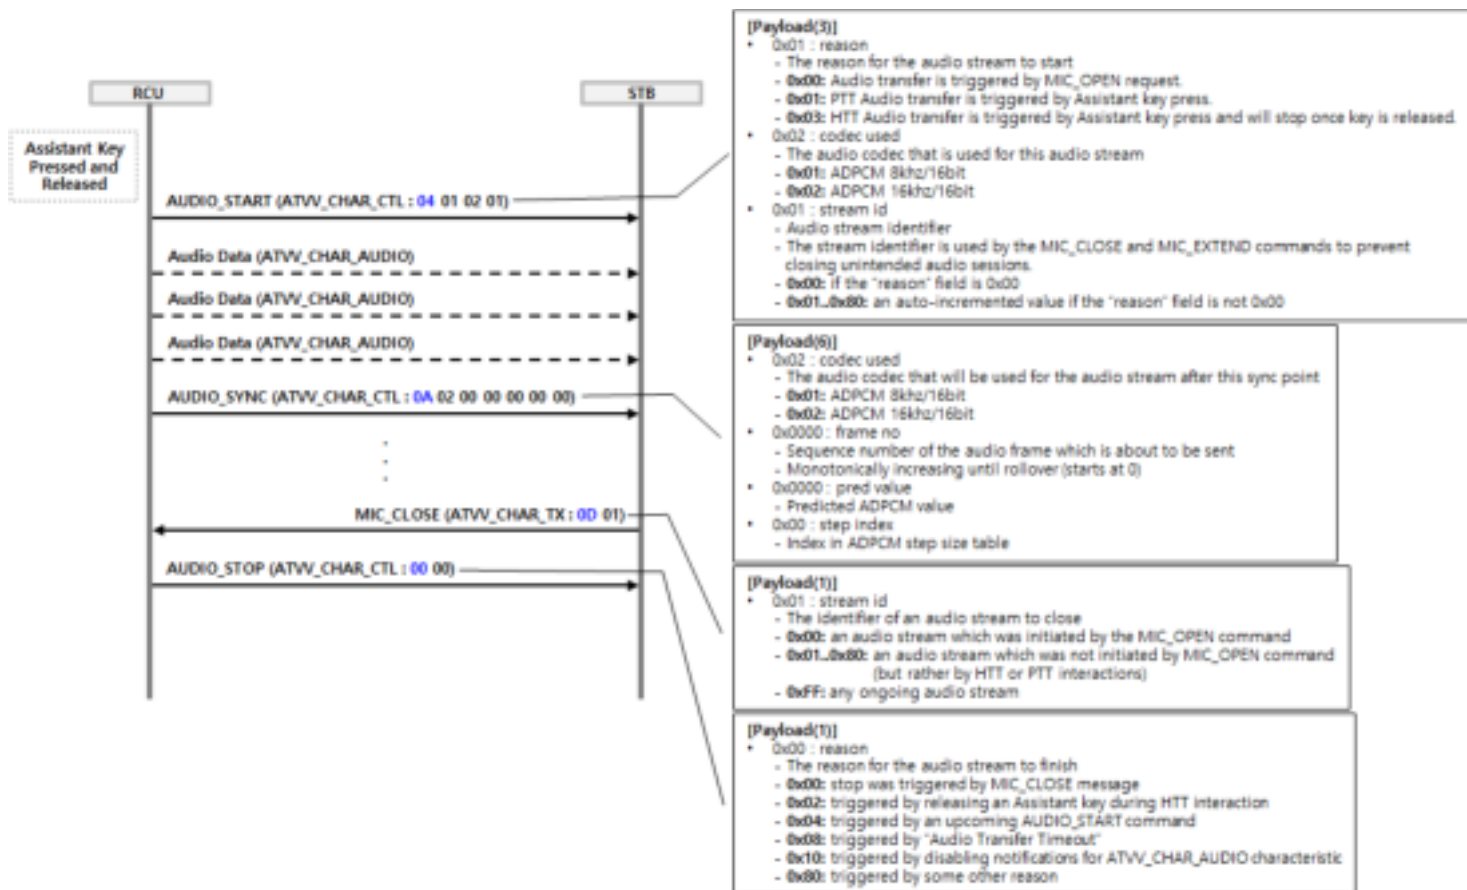 RCU
STB
Assistant Key
Pressed and
Released
AUDIO_START (ATVV_CHAR_CTL : 04 01 02 01)
Audio Data (ATVV_CHAR_AUDIO)
Audio Data (ATVV_CHAR_AUDIO)
Audio Data (ATVV_CHAR_AUDIO)
AUDIO_SYNC (ATVV_CHAR_CTL : 0A 02 00 00 00 00 00)
MIC_CLOSE (ATVV_CHAR_TX : 0D 01)
AUDIO_STOP (ATVV_CHAR_CTL : 00 00)
[Payload(3)]
• 0x01 : reason
- The reason for the audio stream to start
- 0x00: Audio transfer is triggered by MIC_OPEN request.
- 0x01: PTT Audio transfer is triggered by Assistant key press.
- 0x03: HTT Audio transfer is triggered by Assistant key press and will stop once key is released.
• 0x02 : codec used
- The audio codec that is used for this audio stream
- 0x01: ADPCM 8khz/16bit
- 0x02: ADPCM 16khz/16bit
• 0x01 : stream id
- Audio stream identifier
- The stream identifier is used by the MIC_CLOSE and MIC_EXTEND commands to prevent
closing unintended audio sessions.
- 0x00: if the "reason" field is 0x00
- 0x01..0x80: an auto-incremented value if the "reason" field is not 0x00
[Payload(6)]
• 0x02 : codec used
- The audio codec that will be used for the audio stream after this sync point
- 0x01: ADPCM 8khz/16bit
- 0x02: ADPCM 16khz/16bit
• 0x0000 : frame no
- Sequence number of the audio frame which is about to be sent
- Monotonically increasing until rollover (starts at 0)
• 0x0000 : pred value
- Predicted ADPCM value
• 0x00 : step index
- Index in ADPCM step size table
[Payload(1)]
• 0x01 : stream id
- The identifier of an audio stream to close
- 0x00: an audio stream which was initiated by the MIC_OPEN command
- 0x01..0x80: an audio stream which was not initiated by MIC_OPEN command
(but rather by HTT or PTT interactions)
- 0xFF: any ongoing audio stream
[Payload(1)]
• 0x00 : reason
- The reason for the audio stream to finish
- 0x00: stop was triggered by MIC_CLOSE message
- 0x02: triggered by releasing an Assistant key during HTT interaction
- 0x04: triggered by an upcoming AUDIO_START command
- 0x08: triggered by "Audio Transfer Timeout"
- 0x10: triggered by disabling notifications for ATVV_CHAR_AUDIO characteristic
- 0x80: triggered by some other reason